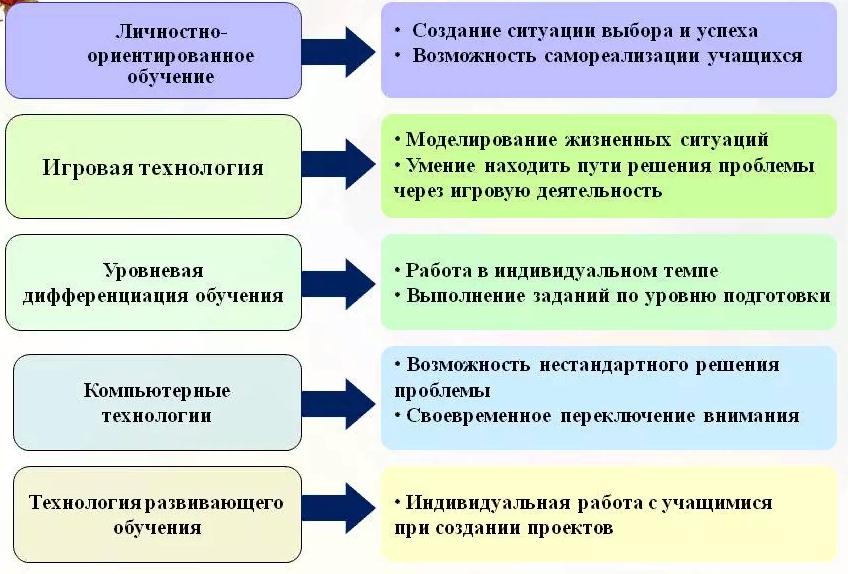 Личностно-
ориентированное
обучение
• Создание ситуации выбора и успеха
• Возможность самореализации учащихся
Игровая технология
• Моделирование жизненных ситуаций
• Умение находить пути решения проблемы
через игровую деятельность
Уровневая
дифференциация обучения
• Работа в индивидуальном темпе
• Выполнение заданий по уровню подготовки
Компьютерные
технологии
• Возможность нестандартного решения
проблемы
• Своевременное переключение внимания
Технология развивающего
обучения
• Индивидуальная работа с учащимися
при создании проектов